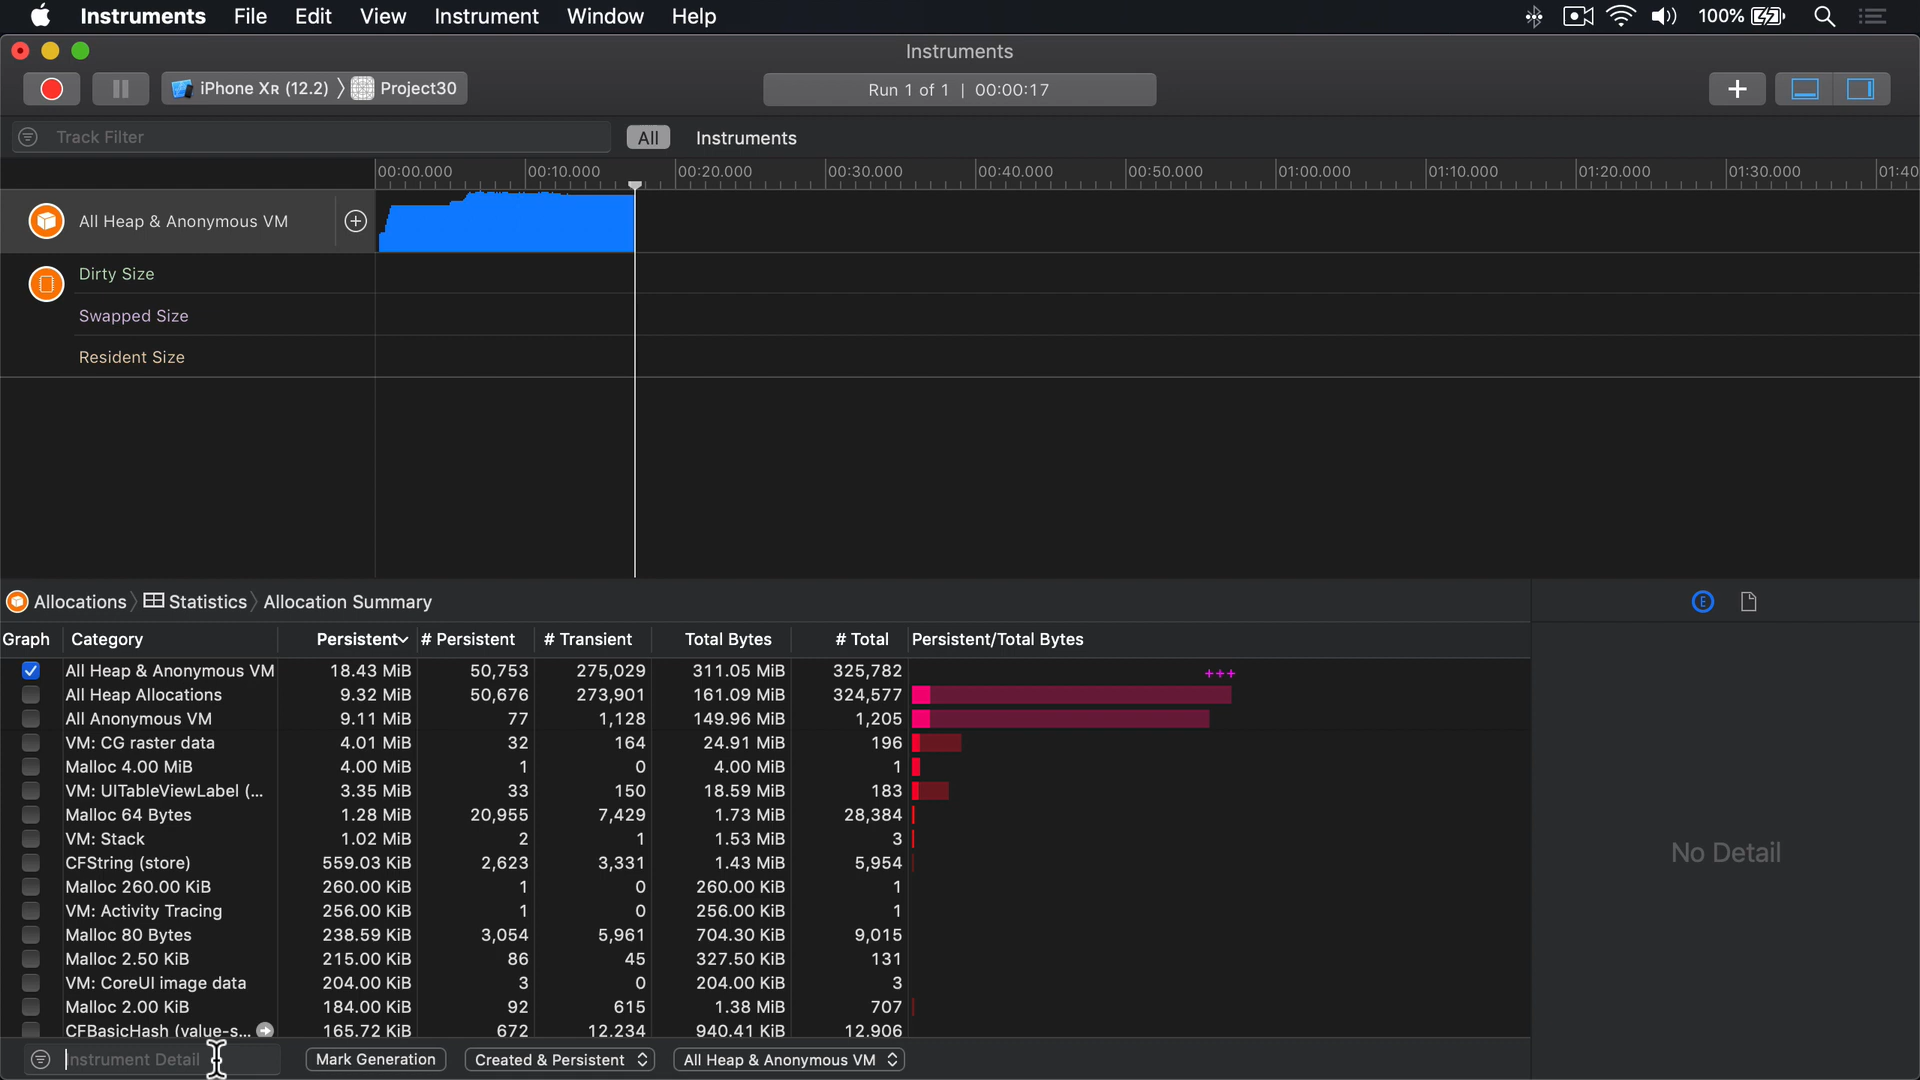 Instruments File Edit View Instrument Window Help 100%
Instruments
iPhone XR (12.2) Project30 Run 1 of 1 | 00:00:17 +
Track Filter All Instruments
00:00.000 00:10.000 00:20.000 00:30.000 00:40.000 00:50.000 01:00.000 01:10.000 01:20.000 01:30.000 01:40
All Heap & Anonymous VM
Dirty Size
Swapped Size
Resident Size
Allocations Statistics Allocation Summary E
Graph Category Persistent # Persistent # Transient Total Bytes # Total Persistent/Total Bytes
All Heap & Anonymous VM 18.43 MiB 50,753 275,029 311.05 MiB 325,782 +++
All Heap Allocations 9.32 MiB 50,676 273,901 161.09 MiB 324,577
All Anonymous VM 9.11 MiB 77 1,128 149.96 MiB 1,205
VM: CG raster data 4.01 MiB 32 164 24.91 MiB 196
Malloc 4.00 MiB 4.00 MiB 1 0 4.00 MiB 1
VM: UITableViewLabel (... 3.35 MiB 33 150 18.59 MiB 183
Malloc 64 Bytes 1.28 MiB 20,955 7,429 1.73 MiB 28,384
VM: Stack 1.02 MiB 2 1 1.53 MiB 3
CFString (store) 559.03 KiB 2,623 3,331 1.43 MiB 5,954
Malloc 260.00 KiB 260.00 KiB 1 0 260.00 KiB 1
VM: Activity Tracing 256.00 KiB 1 0 256.00 KiB 1
Malloc 80 Bytes 238.59 KiB 3,054 5,961 704.30 KiB 9,015
Malloc 2.50 KiB 215.00 KiB 86 45 327.50 KiB 131
VM: CoreUI image data 204.00 KiB 3 0 204.00 KiB 3
Malloc 2.00 KiB 184.00 KiB 92 615 1.38 MiB 707
CFBasicHash (value-s... 165.72 KiB 672 12,234 940.41 KiB 12,906
No Detail
Instrument Detail Mark Generation Created & Persistent All Heap & Anonymous VM